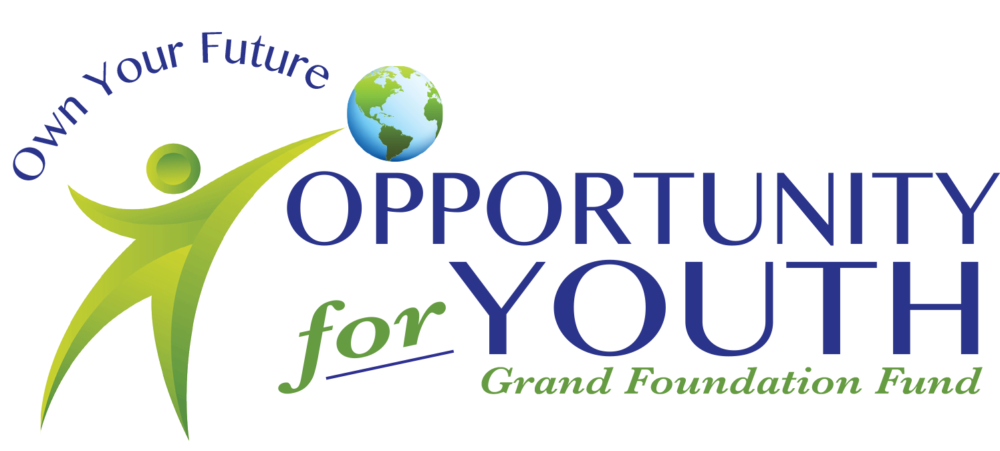 Own Your Future
OPPORTUNITY
for YOUTH
Grand Foundation Fund